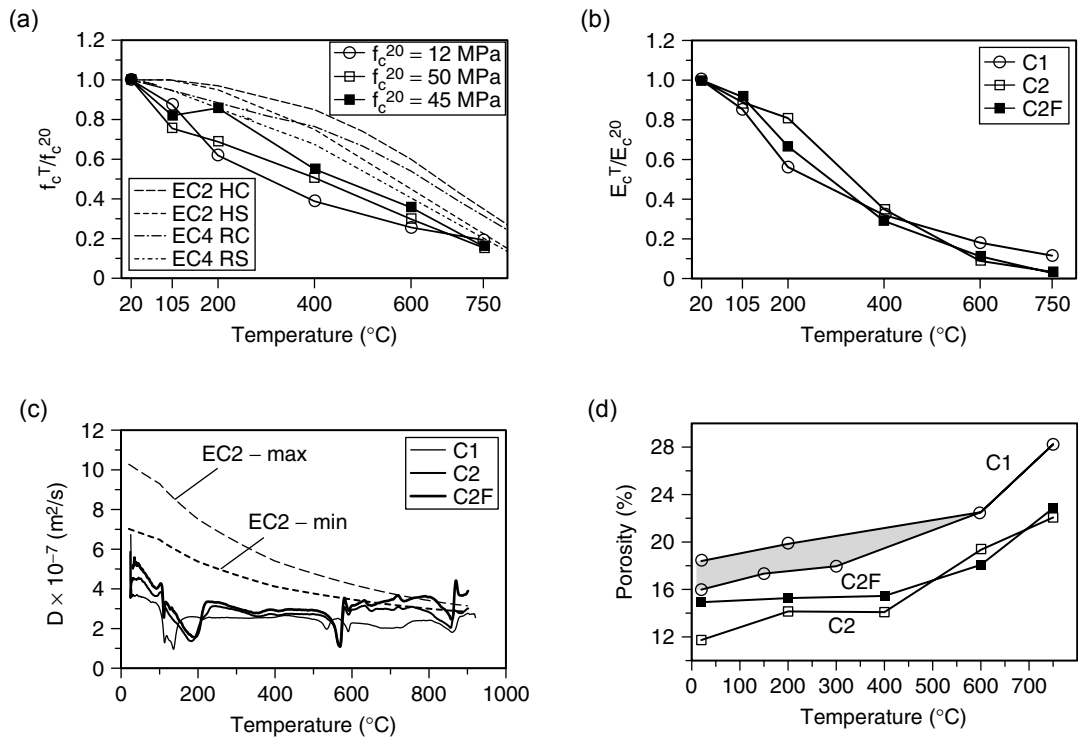 (a)
1.2
1.0
0.8
0.6
0.4
0.2
0
f_c^T/f_c^20
f_c^20 = 12 MPa
f_c^20 = 50 MPa
f_c^20 = 45 MPa
EC2 HC
EC2 HS
EC4 RC
EC4 RS
20 105 200 400 600 750
Temperature (°C)
(b)
1.2
1.0
0.8
0.6
0.4
0.2
0
E_c^T/E_c^20
C1
C2
C2F
20 105 200 400 600 750
Temperature (°C)
(c)
12
10
8
6
4
2
0
D × 10^−7 (m²/s)
EC2 – max
EC2 – min
C1
C2
C2F
0 200 400 600 800 1000
Temperature (°C)
(d)
28
24
20
16
12
Porosity (%)
C1
C2F
C2
0 100 200 300 400 500 600 700
Temperature (°C)